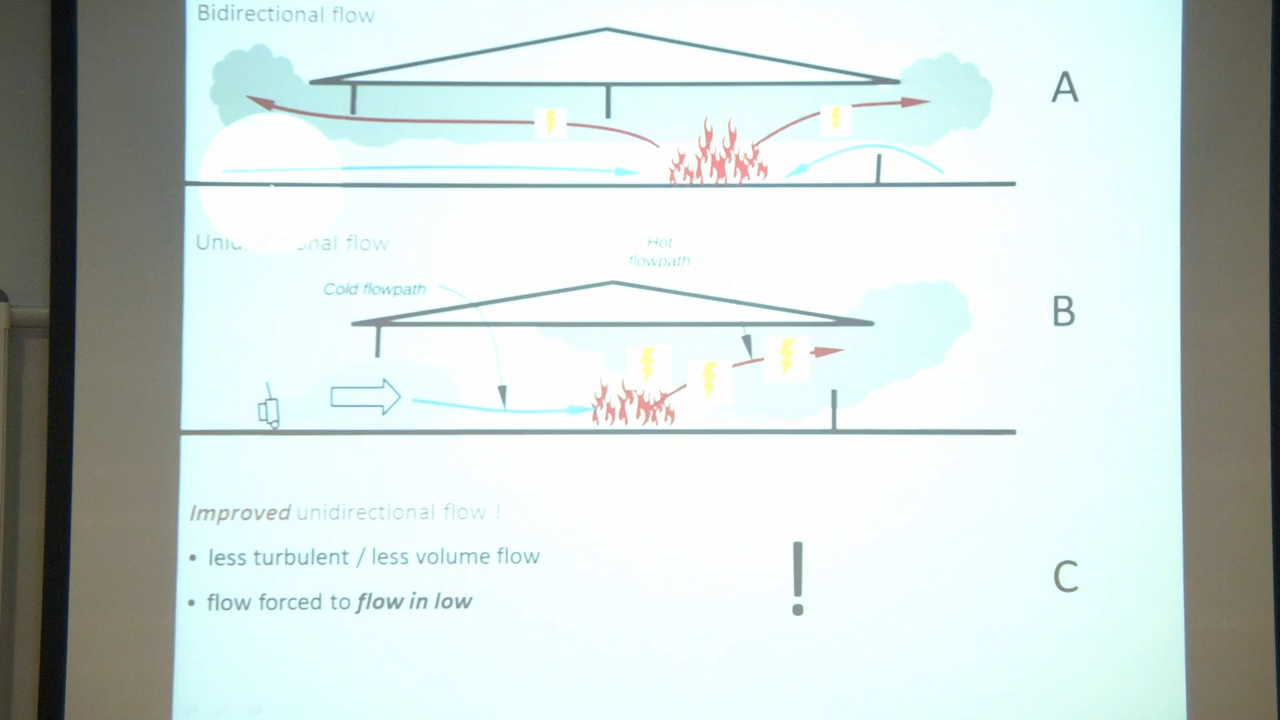 Bidirectional flow
A
flow
Hot
flowpath
Cold flowpath
B
Improved unidirectional flow !
• less turbulent / less volume flow
!
C
• flow forced to flow in low